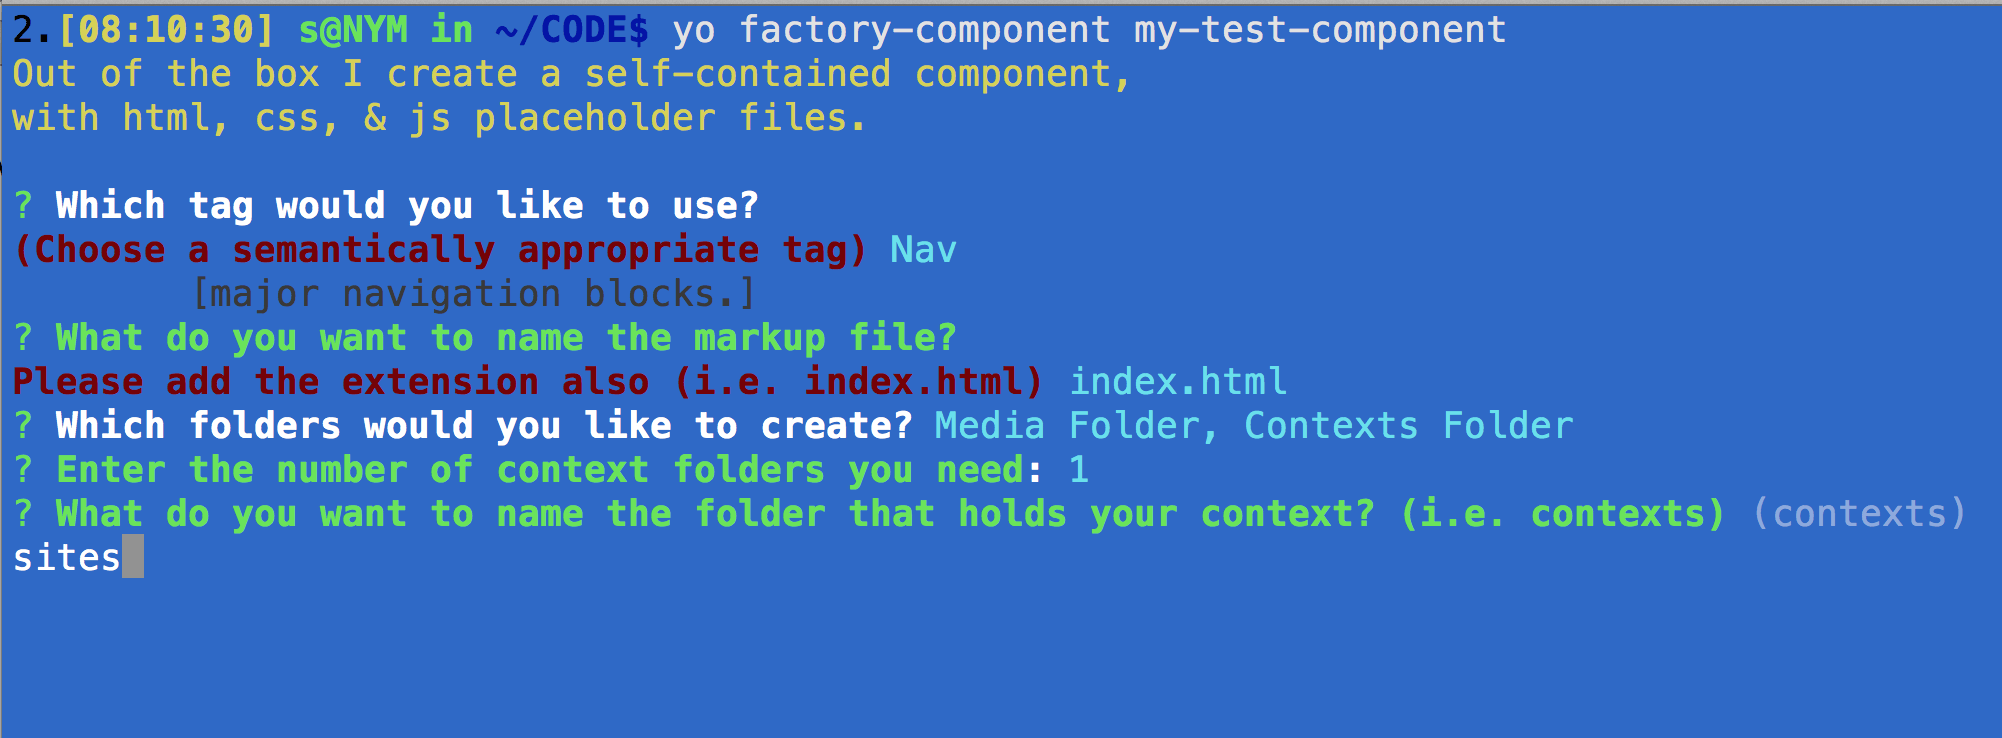 2.[08:10:30] s@NYM in ~/CODE$ yo factory-component my-test-component
Out of the box I create a self-contained component,
with html, css, & js placeholder files.
? Which tag would you like to use?
(Choose a semantically appropriate tag) Nav
[major navigation blocks.]
? What do you want to name the markup file?
Please add the extension also (i.e. index.html) index.html
? Which folders would you like to create? Media Folder, Contexts Folder
? Enter the number of context folders you need: 1
? What do you want to name the folder that holds your context? (i.e. contexts) (contexts)
sites